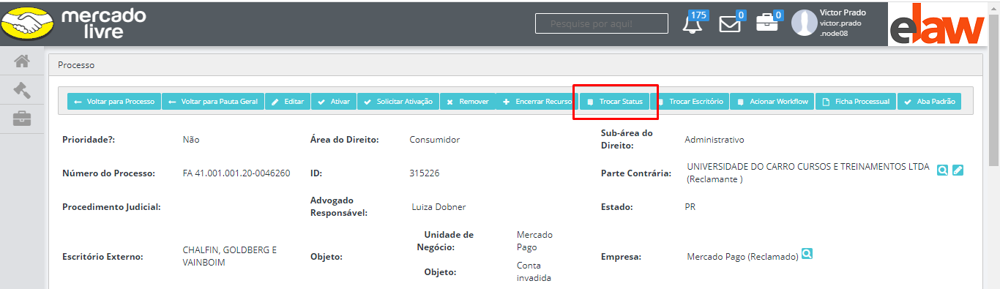 mercado
livre
Pesquise por aqui!
175
0
0
Victor Prado
victor.prado
.node08
elaw
Processo
Voltar para Processo
Voltar para Pauta Geral
Editar
Ativar
Solicitar Ativação
Remover
Encerrar Recurso
Trocar Status
Trocar Escritório
Acionar Workflow
Ficha Processual
Aba Padrão
Prioridade?: Não
Área do Direito: Consumidor
Sub-área do
Direito: Administrativo
Número do Processo: FA 41.001.001.20-0046260
ID: 315226
Parte Contrária: UNIVERSIDADE DO CARRO CURSOS E TREINAMENTOS LTDA
(Reclamante )
Procedimento Judicial:
Advogado
Responsável: Luiza Dobner
Estado: PR
Escritório Externo: CHALFIN, GOLDBERG E
VAINBOIM
Objeto:
Unidade de
Negócio:
Mercado
Pago
Objeto:
Conta
invadida
Empresa: Mercado Pago (Reclamado)